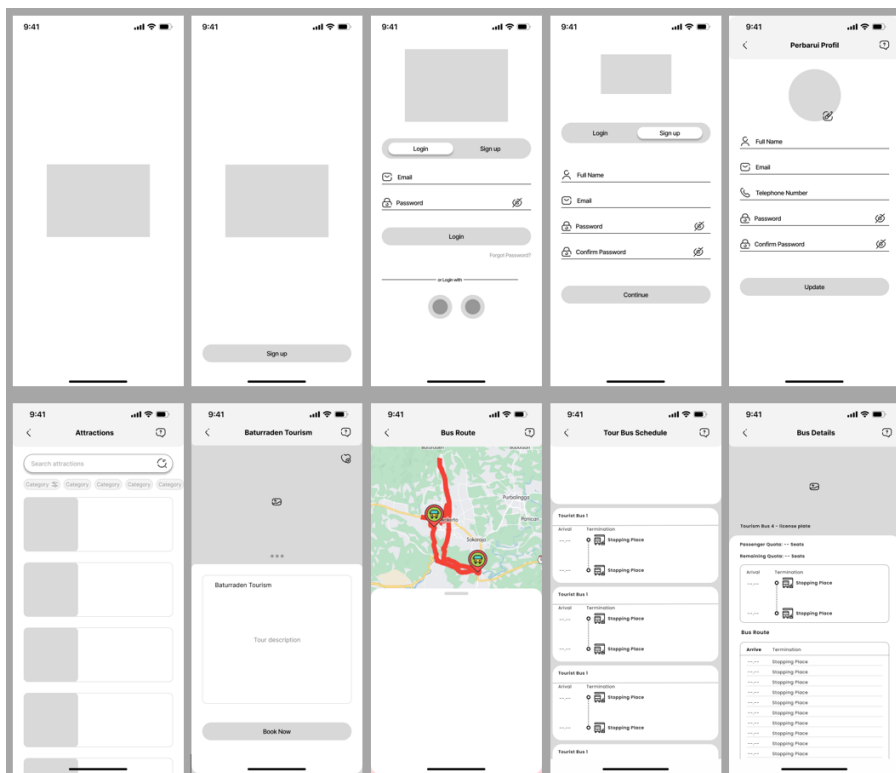 9:41
9:41
Sign up
9:41
Login Sign up
Email
Password
Login
Forgot Password?
or Login with
9:41
Login Sign up
Full Name
Email
Password
Confirm Password
Continue
9:41
Perbarui Profil
Full Name
Email
Telephone Number
Password
Confirm Password
Update
9:41
Attractions
Search attractions
Category Category Category Category Category
9:41
Baturraden Tourism
Baturraden Tourism
Tour description
Book Now
9:41
Bus Route
Purbalingga
Sukaraja
9:41
Tour Bus Schedule
Tourist Bus 1
Arival Termination
--.-- Stopping Place
--.-- Stopping Place
Tourist Bus 1
Arival Termination
--.-- Stopping Place
--.-- Stopping Place
Tourist Bus 1
Arival Termination
--.-- Stopping Place
--.-- Stopping Place
Tourist Bus 1
9:41
Bus Details
Tourism Bus 4 - license plate
Passenger Quota: -- Seats
Remaining Quota: -- Seats
Arival Termination
--.-- Stopping Place
--.-- Stopping Place
Bus Route
Arrive Termination
--.-- Stopping Place
--.-- Stopping Place
--.-- Stopping Place
--.-- Stopping Place
--.-- Stopping Place
--.-- Stopping Place
--.-- Stopping Place
--.-- Stopping Place
--.-- Stopping Place
--.-- Stopping Place